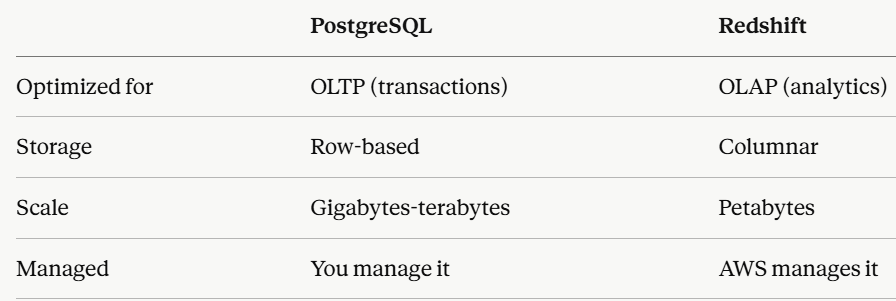 PostgreSQL Redshift
Optimized for OLTP (transactions) OLAP (analytics)
Storage Row-based Columnar
Scale Gigabytes-terabytes Petabytes
Managed You manage it AWS manages it